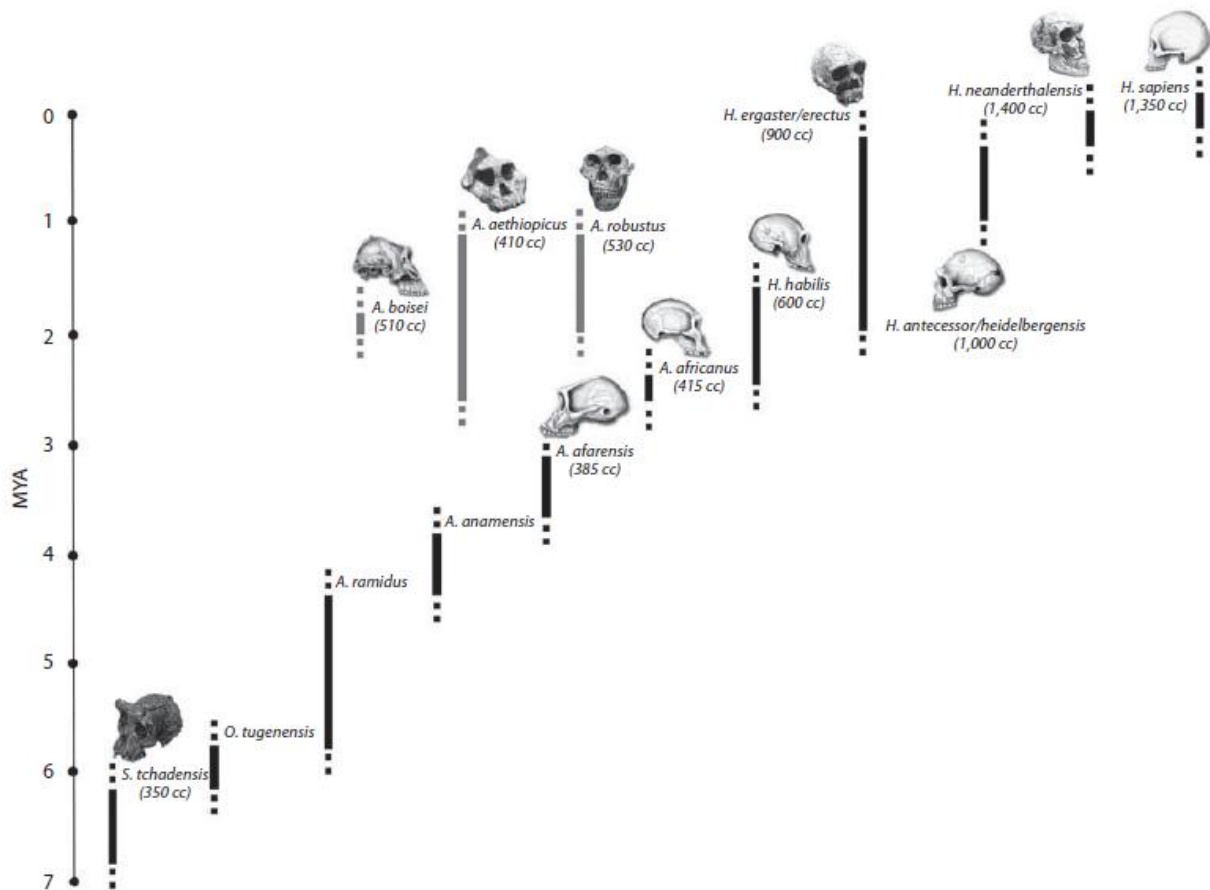 H. neanderthalensis
(1,400 cc)
H. sapiens
(1,350 cc)
H. ergaster/erectus
(900 cc)
0
A. aethiopicus
(410 cc)
A. robustus
(530 cc)
1
H. habilis
(600 cc)
A. boisei
(510 cc)
H. antecessor/heidelbergensis
(1,000 cc)
2
A. africanus
(415 cc)
3
A. afarensis
(385 cc)
MYA
A. anamensis
4
A. ramidus
5
O. tugenensis
6
S. tchadensis
(350 cc)
7